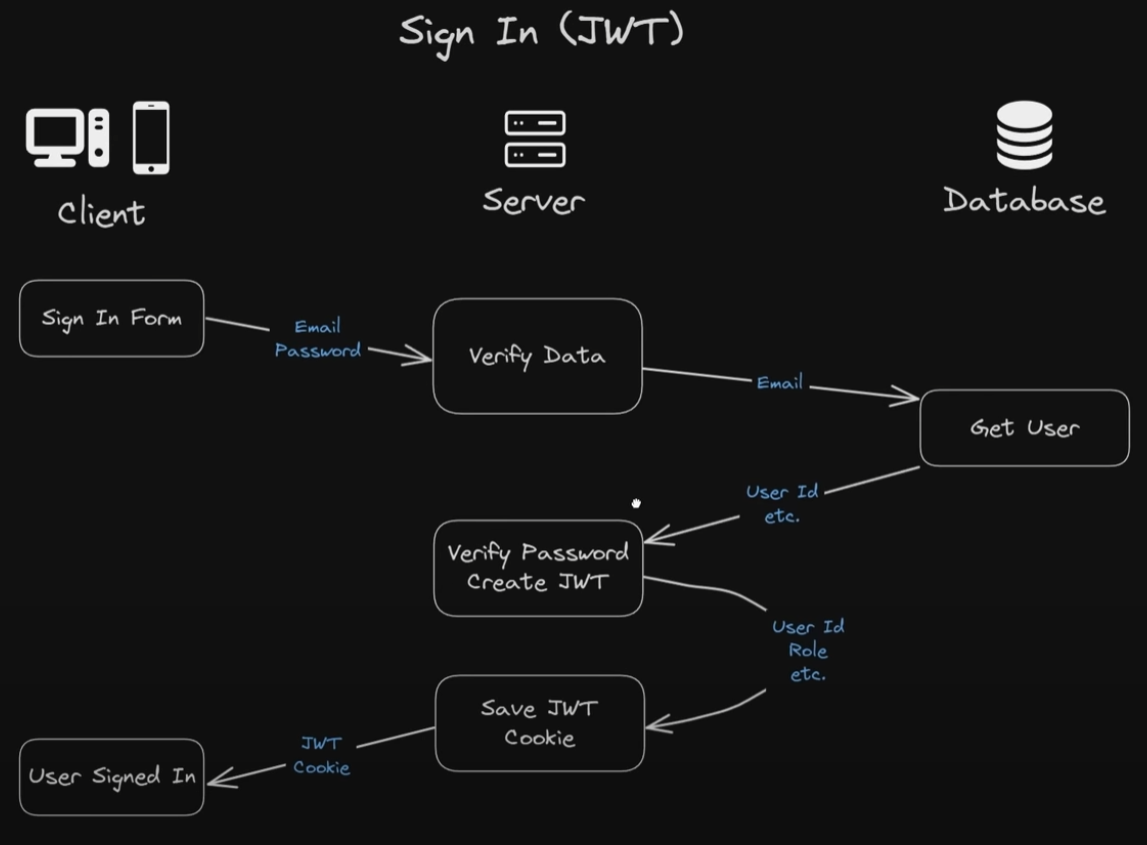 Sign In (JWT)
Client
Server
Database
Sign In Form
Email
Password
Verify Data
Email
Get User
User Id
etc.
Verify Password
Create JWT
User Id
Role
etc.
Save JWT
Cookie
JWT
Cookie
User Signed In